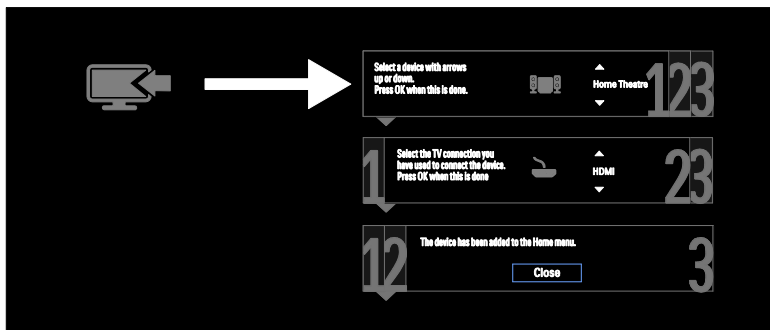 Select a device with arrows
up or down.
Press OK when this is done.
Home Theatre
123
1
Select the TV connection you
have used to connect the device.
Press OK when this is done
HDMI
23
12
The device has been added to the Home menu.
Close
3